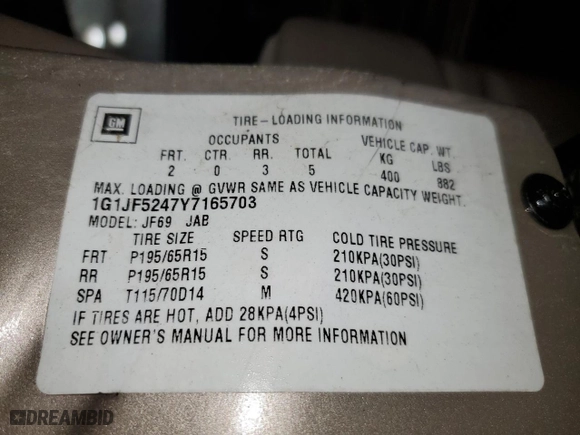 GM
TIRE-LOADING INFORMATION
OCCUPANTS VEHICLE CAP. WT.
FRT. CTR. RR. TOTAL KG LBS
2 0 3 5 400 882
MAX. LOADING @ GVWR SAME AS VEHICLE CAPACITY WEIGHT.
1G1JF5247Y7165703
MODEL: JF69 JAB
TIRE SIZE SPEED RTG COLD TIRE PRESSURE
FRT P195/65R15 S 210KPA(30PSI)
RR P195/65R15 S 210KPA(30PSI)
SPA T115/70D14 M 420KPA(60PSI)
IF TIRES ARE HOT, ADD 28KPA(4PSI)
SEE OWNER'S MANUAL FOR MORE INFORMATION
DREAMBID